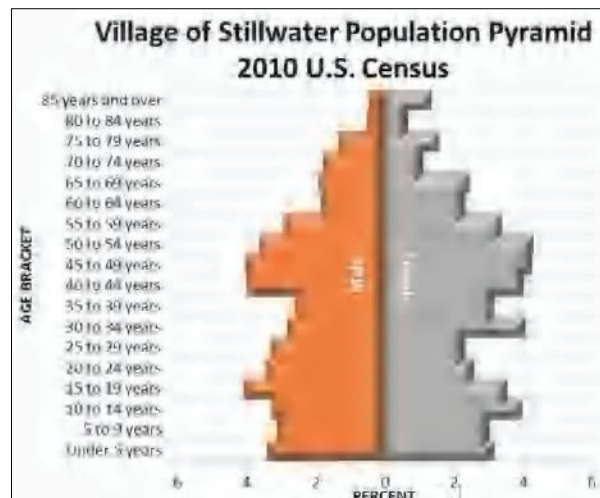 Village of Stillwater Population Pyramid
2010 U.S. Census
AGE BRACKET
85 years and over
80 to 84 years
75 to 79 years
70 to 74 years
65 to 69 years
60 to 64 years
55 to 59 years
50 to 54 years
45 to 49 years
40 to 44 years
35 to 39 years
30 to 34 years
25 to 29 years
20 to 24 years
15 to 19 years
10 to 14 years
5 to 9 years
Under 5 years
Male
Female
6 4 2 0 2 4 6
PERCENT